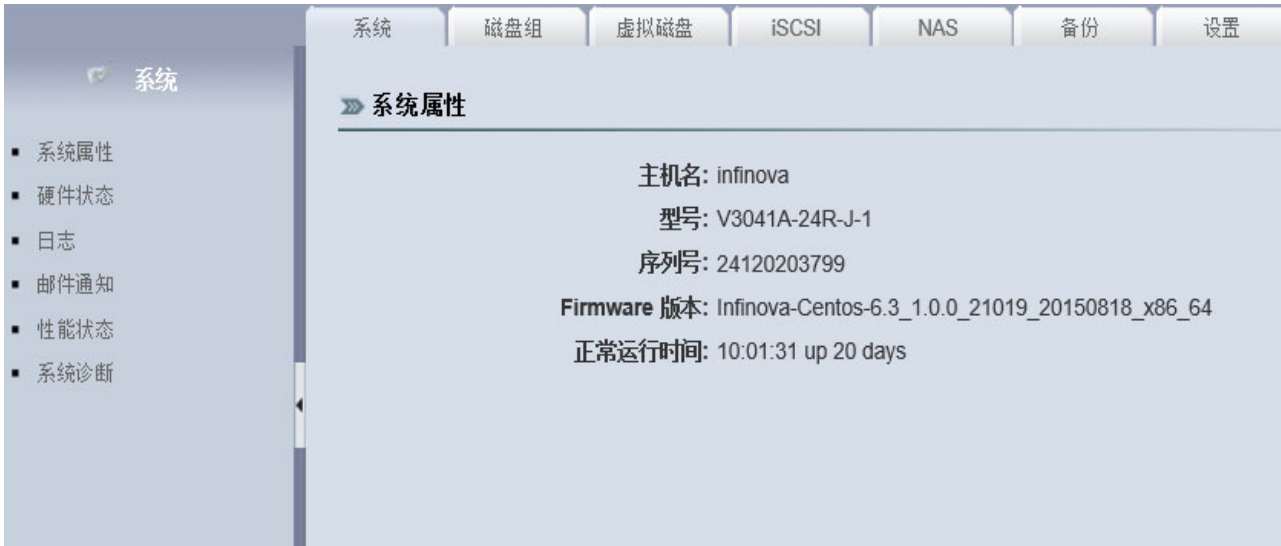 系统 磁盘组 虚拟磁盘 iSCSI NAS 备份 设置
系统
系统属性
硬件状态
日志
邮件通知
性能状态
系统诊断
系统属性
主机名: infinova
型号: V3041A-24R-J-1
序列号: 24120203799
Firmware 版本: Infinova-Centos-6.3_1.0.0_21019_20150818_x86_64
正常运行时间: 10:01:31 up 20 days